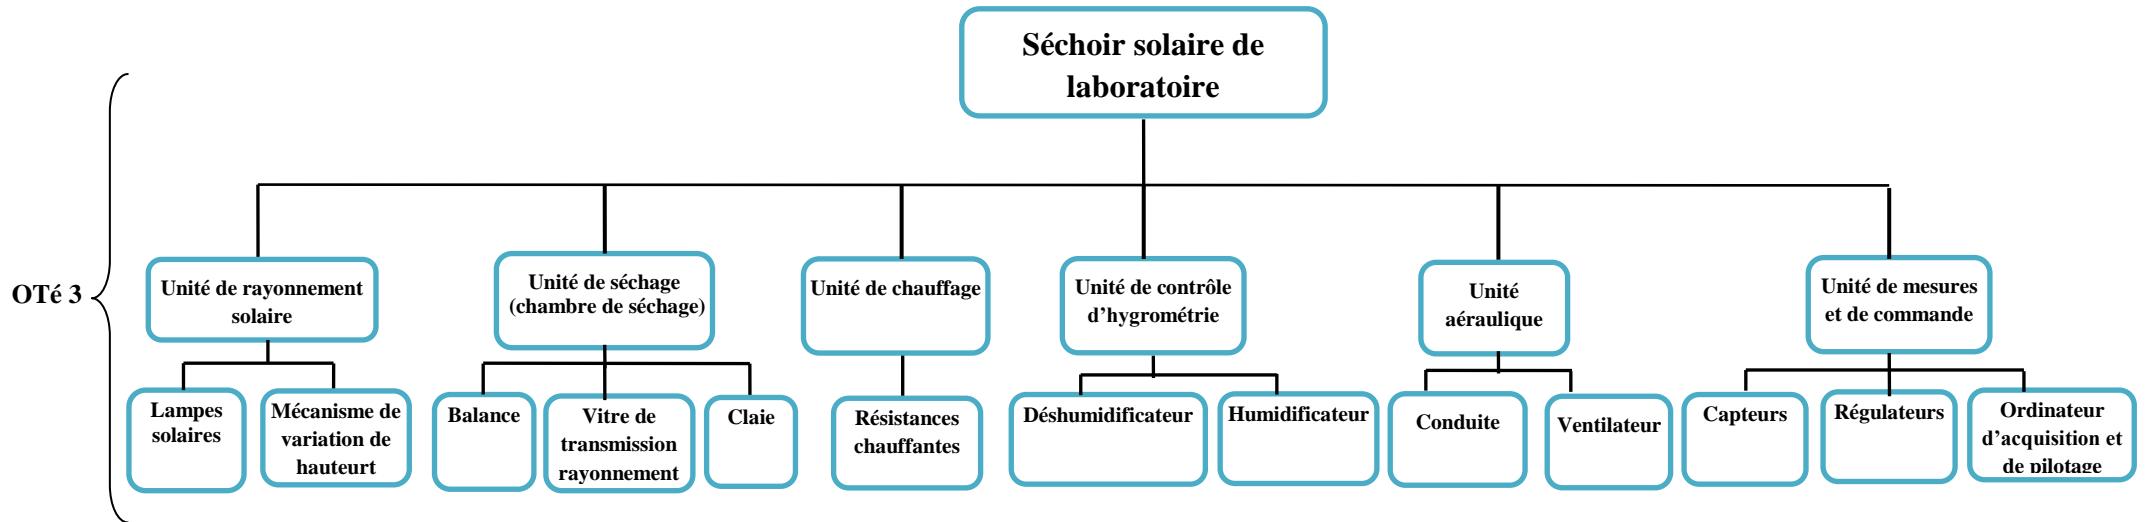 Séchoir solaire de
laboratoire
OTé 3
Unité de rayonnement
solaire
Unité de séchage
(chambre de séchage)
Unité de chauffage
Unité de contrôle
d’hygrométrie
Unité
aéraulique
Unité de mesures
et de commande
Lampes
solaires
Mécanisme de
variation de
hauteurt
Balance
Vitre de
transmission
rayonnement
Claie
Résistances
chauffantes
Déshumidificateur
Humidificateur
Conduite
Ventilateur
Capteurs
Régulateurs
Ordinateur
d’acquisition et
de pilotage